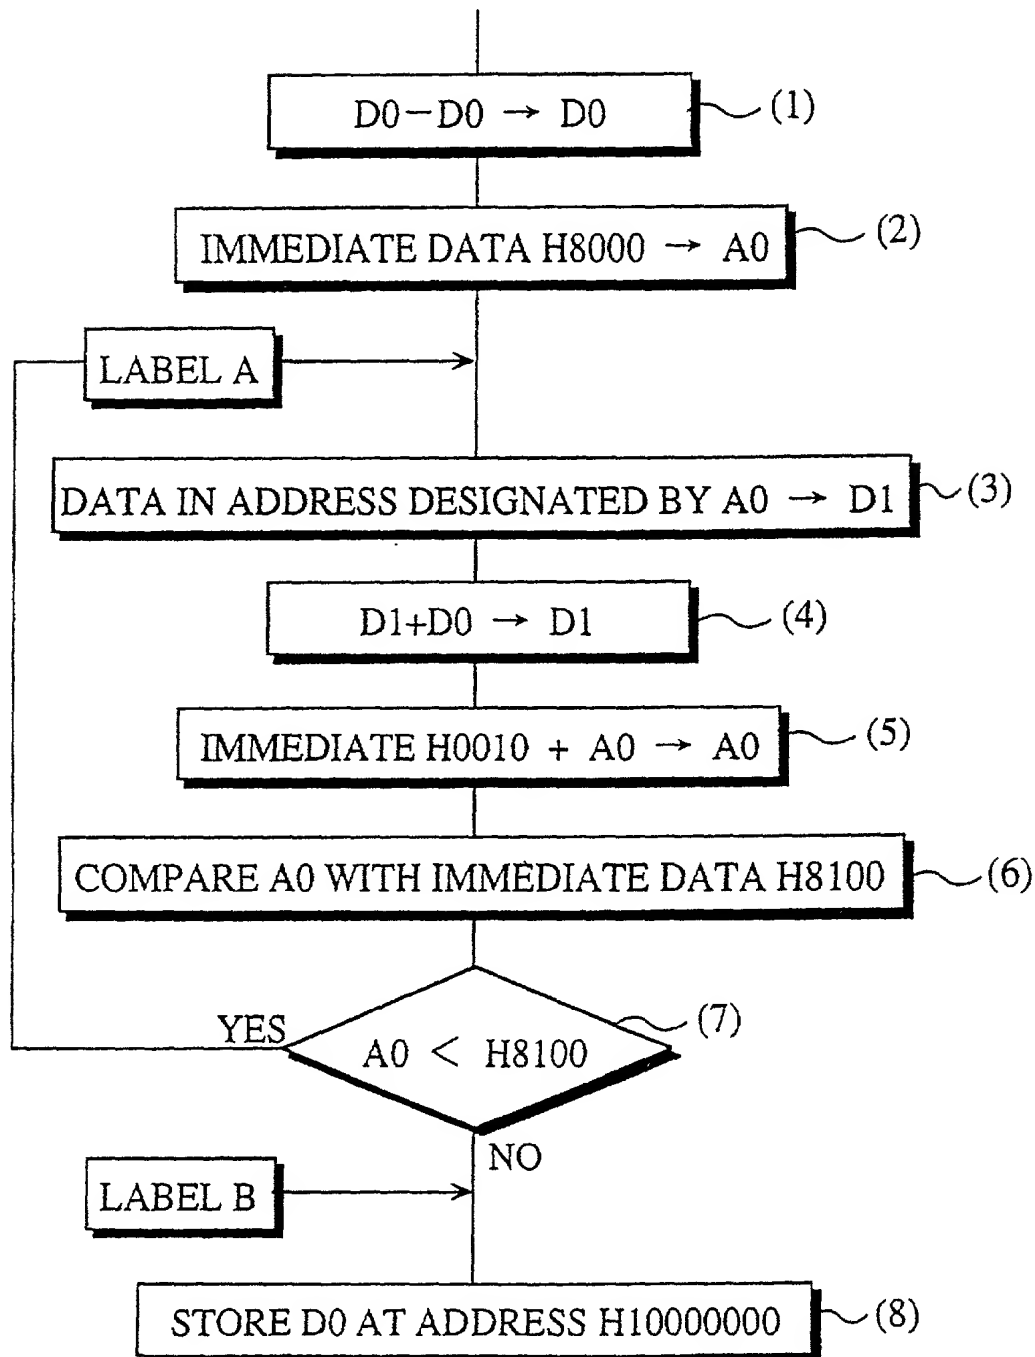 D0−D0 → D0
(1)
IMMEDIATE DATA H8000 → A0
(2)
LABEL A
DATA IN ADDRESS DESIGNATED BY A0 → D1
(3)
D1+D0 → D1
(4)
IMMEDIATE H0010 + A0 → A0
(5)
COMPARE A0 WITH IMMEDIATE DATA H8100
(6)
A0 < H8100
(7)
YES
NO
LABEL B
STORE D0 AT ADDRESS H10000000
(8)